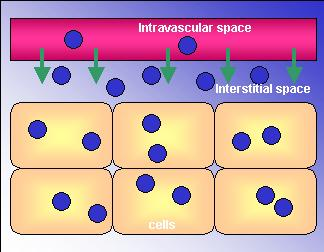 Intravascular space
Interstitial space
cells